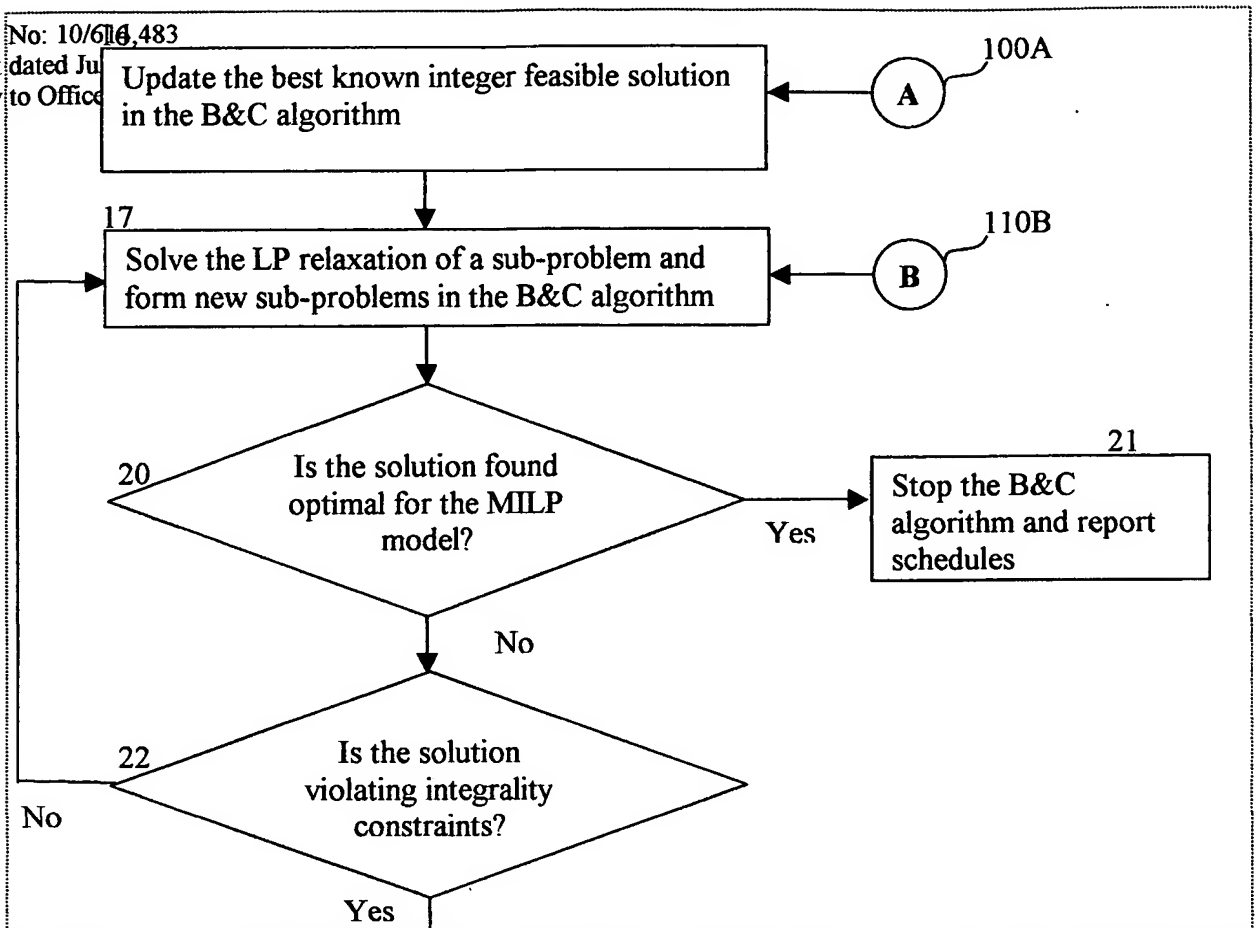 No: 10/614,483
dated Ju
to Office
Update the best known integer feasible solution
in the B&C algorithm
A
100A
17
Solve the LP relaxation of a sub-problem and
form new sub-problems in the B&C algorithm
B
110B
20
Is the solution found
optimal for the MILP
model?
Yes
21
Stop the B&C
algorithm and report
schedules
No
22
Is the solution
violating integrality
constraints?
No
Yes